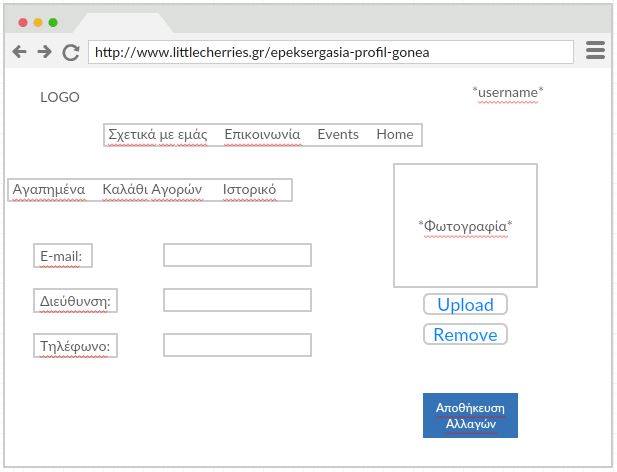 http://www.littlecherries.gr/epeksergasia-profil-gonea
LOGO
*username*
Σχετικά με εμάς Επικοινωνία Events Home
Αγαπημένα Καλάθι Αγορών Ιστορικό
*Φωτογραφία*
E-mail:
Διεύθυνση:
Τηλέφωνο:
Upload
Remove
Αποθήκευση
Αλλαγών